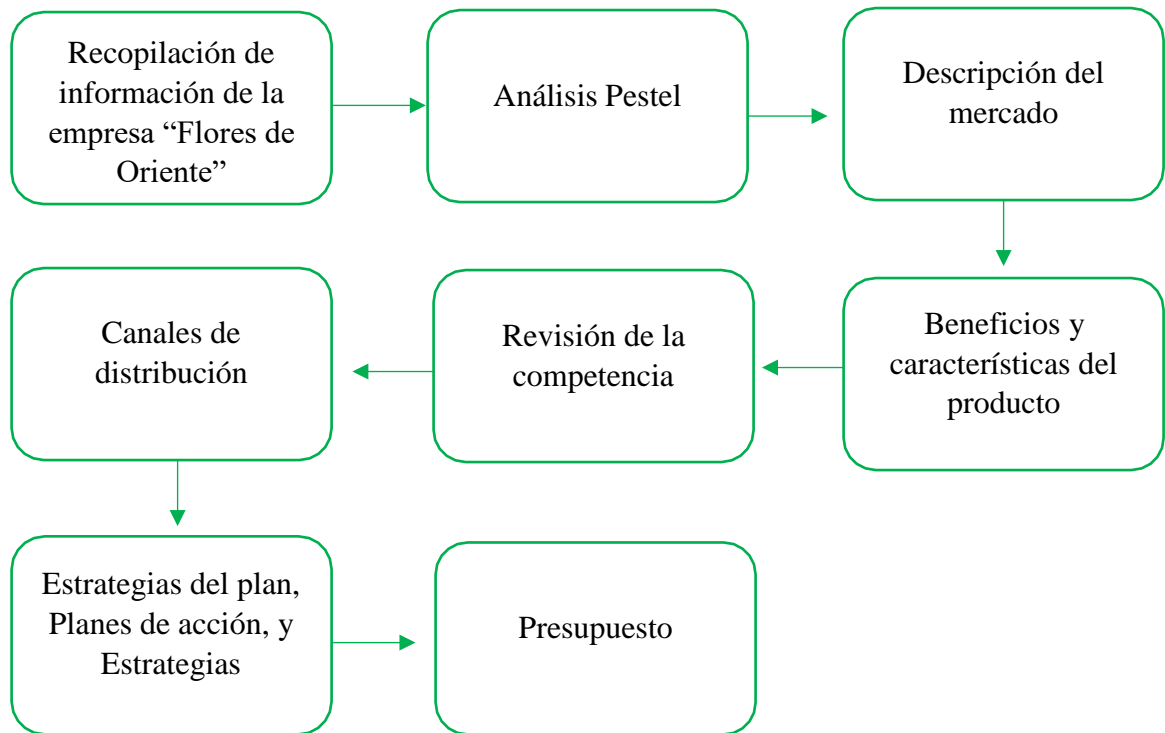 Recopilación de
información de la
empresa “Flores de
Oriente”
Análisis Pestel
Descripción del
mercado
Beneficios y
características del
producto
Revisión de la
competencia
Canales de
distribución
Estrategias del plan,
Planes de acción, y
Estrategias
Presupuesto